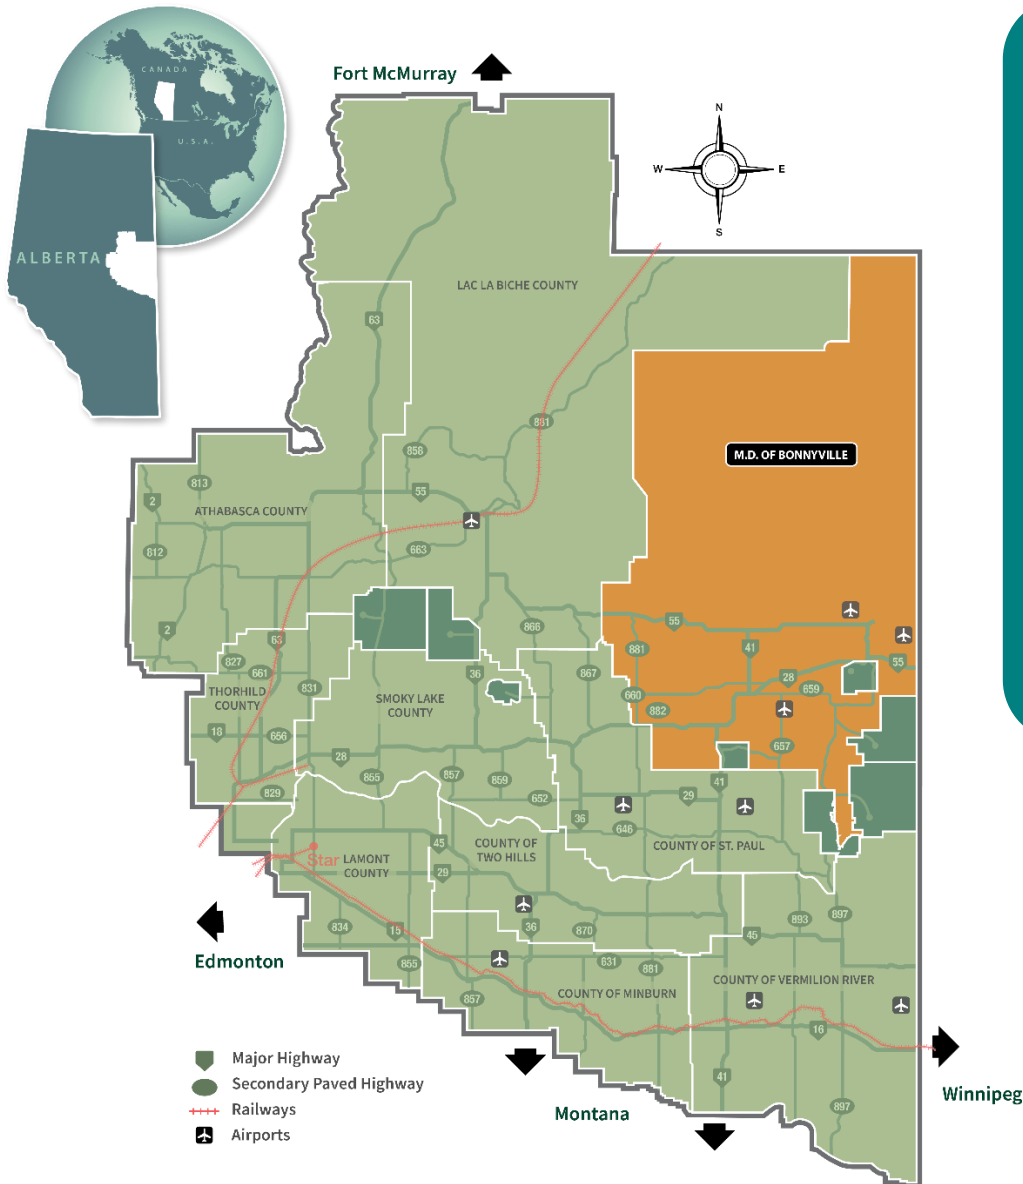 Fort McMurray
CANADA
U.S.A.
ALBERTA
N
W
E
S
LAC LA BICHE COUNTY
63
881
M.D. OF BONNYVILLE
858
813
55
2
ATHABASCA COUNTY
812
663
2
63
866
55
881
41
55
827
661
THORHILD
COUNTY
831
36
867
28
859
SMOKY LAKE
COUNTY
660
882
18
656
657
28
855
857
859
41
829
652
29
36
646
45
COUNTY OF
TWO HILLS
COUNTY OF ST. PAUL
Star
LAMONT
COUNTY
29
834
15
36
870
45
893
897
Edmonton
855
831
881
COUNTY OF VERMILION RIVER
857
COUNTY OF MINBURN
16
Major Highway
Secondary Paved Highway
Railways
Airports
41
Montana
Winnipeg
897